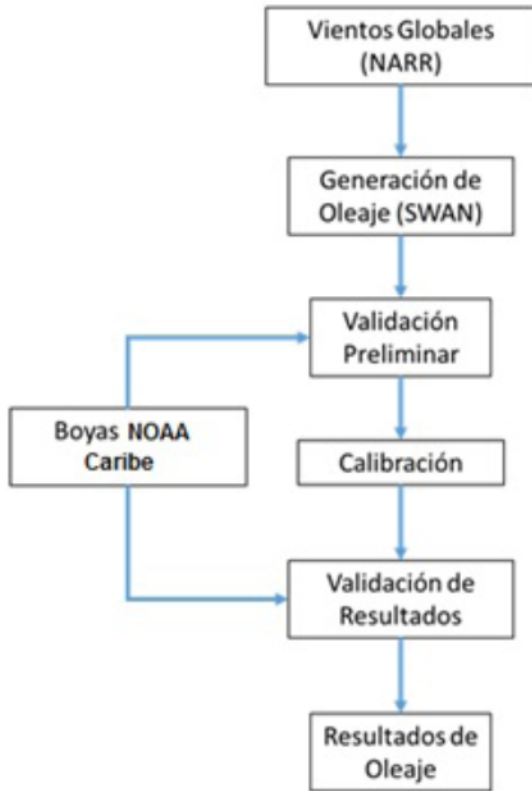 Vientos Globales
(NARR)
Generación de
Oleaje (SWAN)
Validación
Preliminar
Boyas NOAA
Caribe
Calibración
Validación de
Resultados
Resultados de
Oleaje